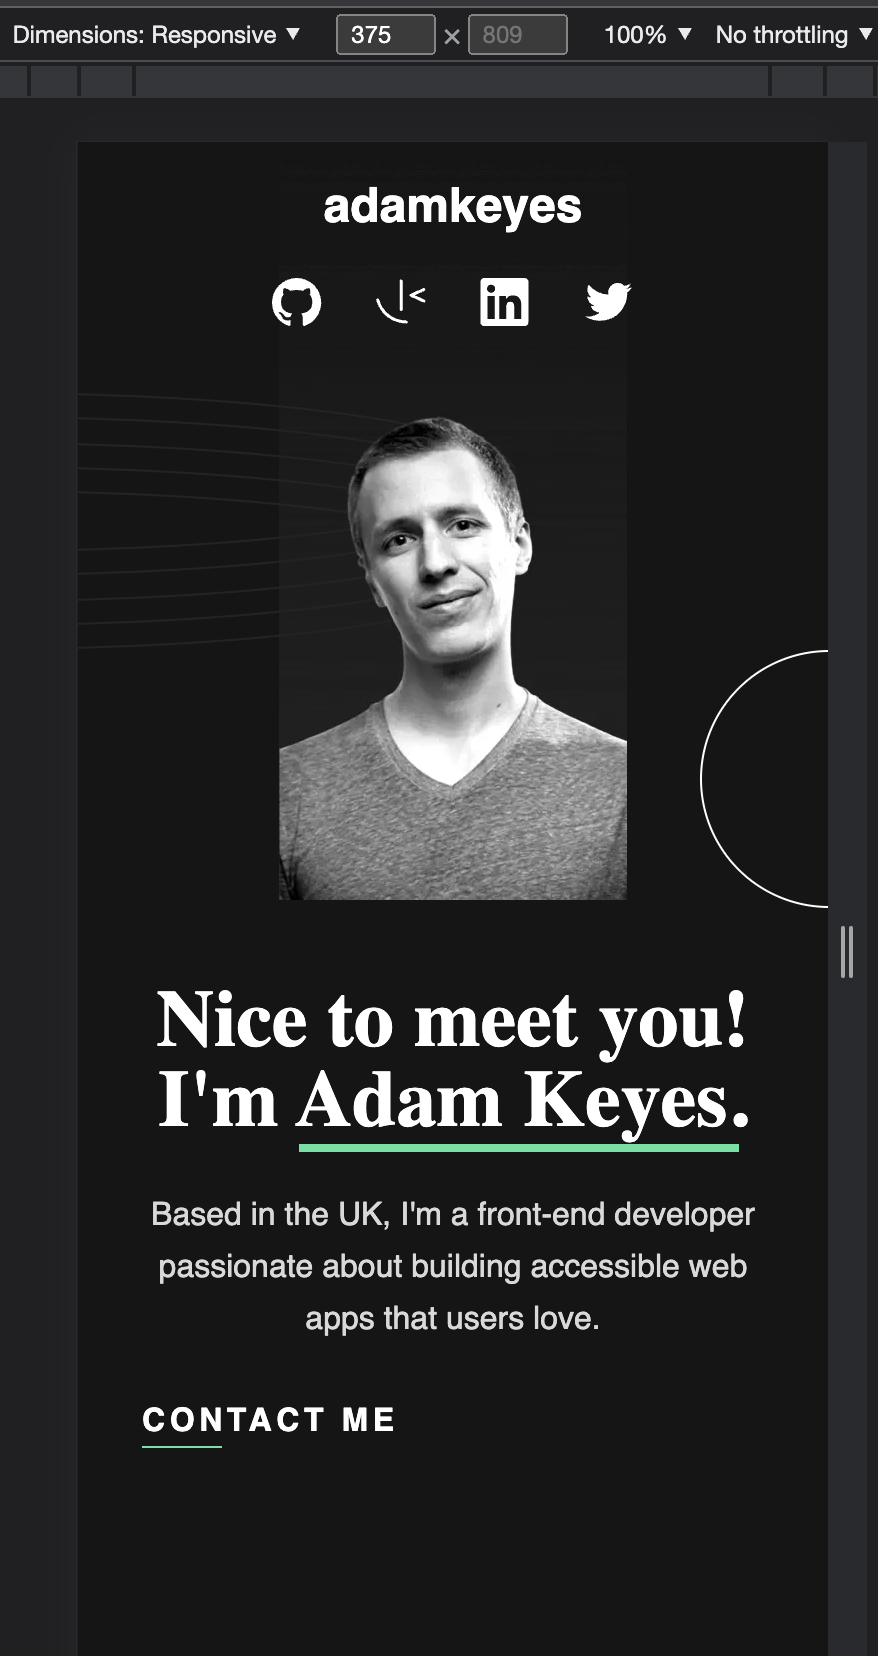 Dimensions: Responsive ▼ 375 × 809 100% ▼ No throttling ▼
adamkeyes
in
Nice to meet you!
I'm Adam Keyes.
Based in the UK, I'm a front-end developer
passionate about building accessible web
apps that users love.
CONTACT ME